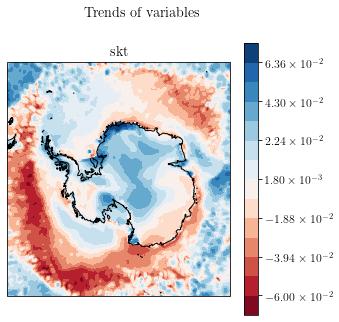 Trends of variables
skt
6.36 × 10⁻²
4.30 × 10⁻²
2.24 × 10⁻²
1.80 × 10⁻³
−1.88 × 10⁻²
−3.94 × 10⁻²
−6.00 × 10⁻²